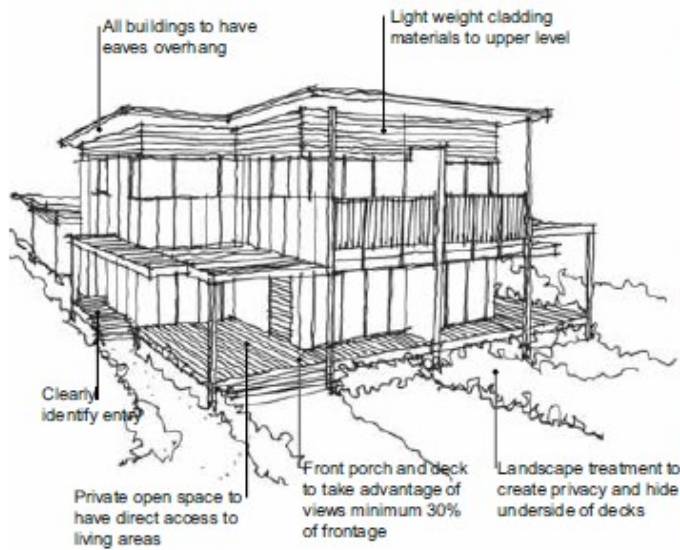 All buildings to have
eaves overhang
Light weight cladding
materials to upper level
Clearly
identify entry
Private open space to
have direct access to
living areas
Front porch and deck
to take advantage of
views minimum 30%
of frontage
Landscape treatment to
create privacy and hide
underside of decks